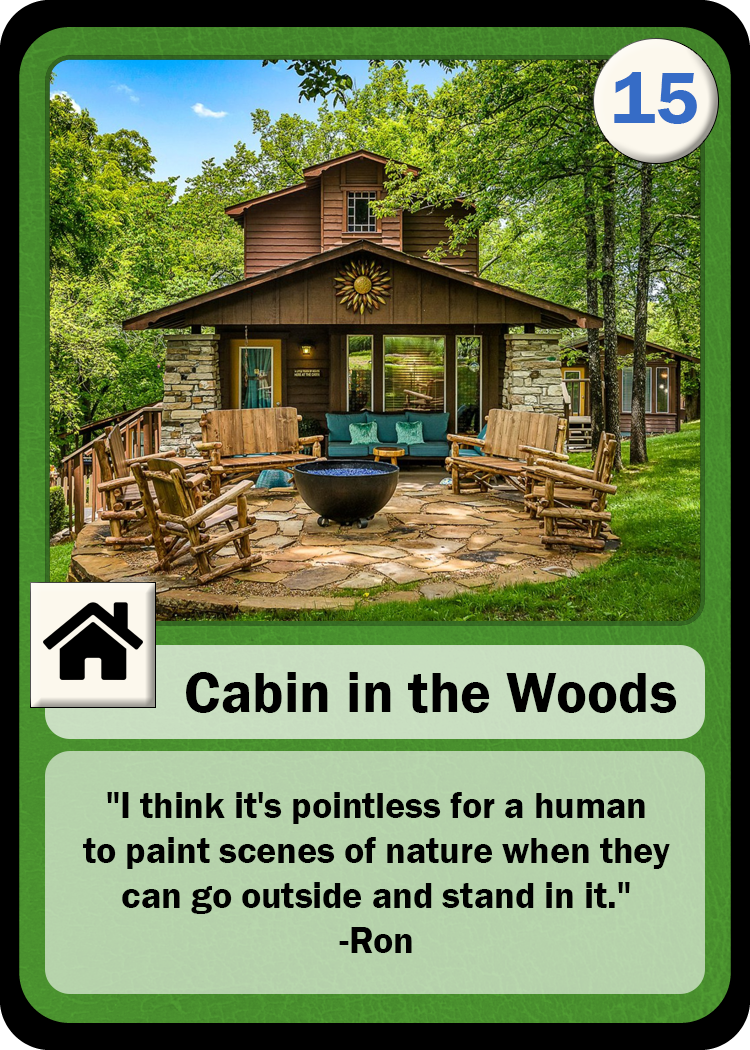 15
Cabin in the Woods
"I think it's pointless for a human
to paint scenes of nature when they
can go outside and stand in it."
-Ron